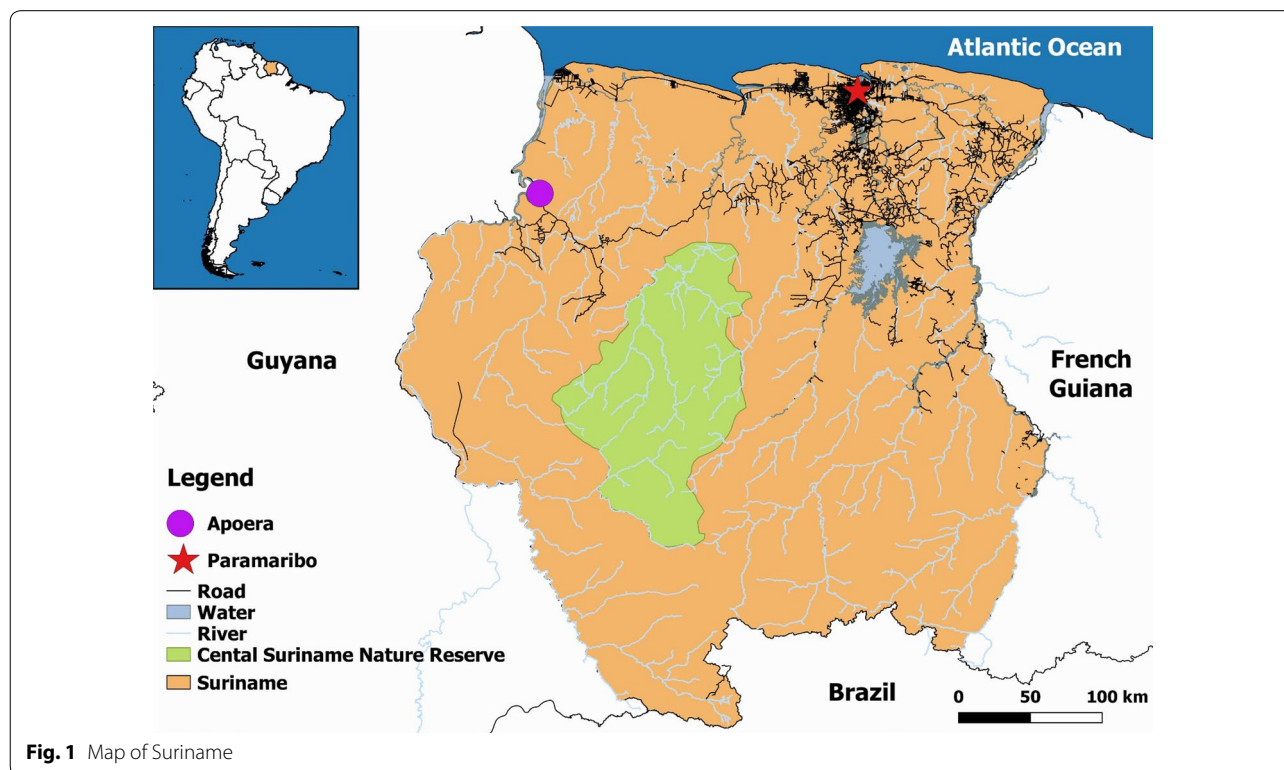 Atlantic Ocean
Guyana
French
Guiana
Legend
Apoera
Paramaribo
Road
Water
River
Cental Suriname Nature Reserve
Suriname
Brazil
0 50 100 km
Fig. 1 Map of Suriname